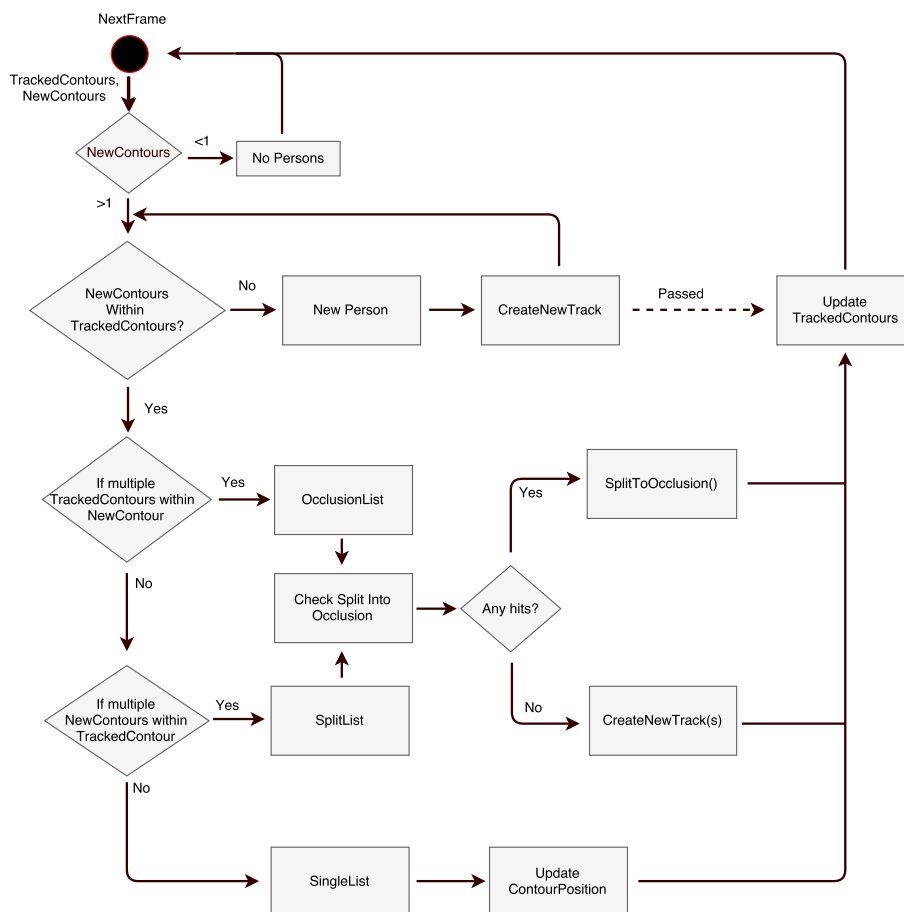 NextFrame
TrackedContours,
NewContours
NewContours
<1
No Persons
>1
NewContours
Within
TrackedContours?
No
New Person
CreateNewTrack
Passed
Update
TrackedContours
Yes
If multiple
TrackedContours within
NewContour
Yes
OcclusionList
Yes
SplitToOcclusion()
No
Check Split Into
Occlusion
Any hits?
If multiple
NewContours within
TrackedContour
Yes
SplitList
No
CreateNewTrack(s)
No
SingleList
Update
ContourPosition